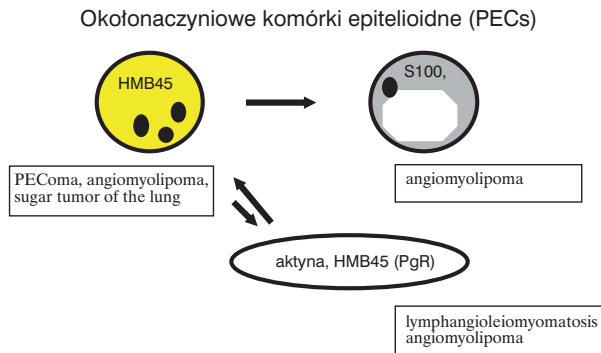 Okołonaczyniowe komórki epitelioidne (PECs)
HMB45
S100,
PEComa, angiomyolipoma,
sugar tumor of the lung
angiomyolipoma
aktyna, HMB45 (PgR)
lymphangioleiomyomatosis
angiomyolipoma